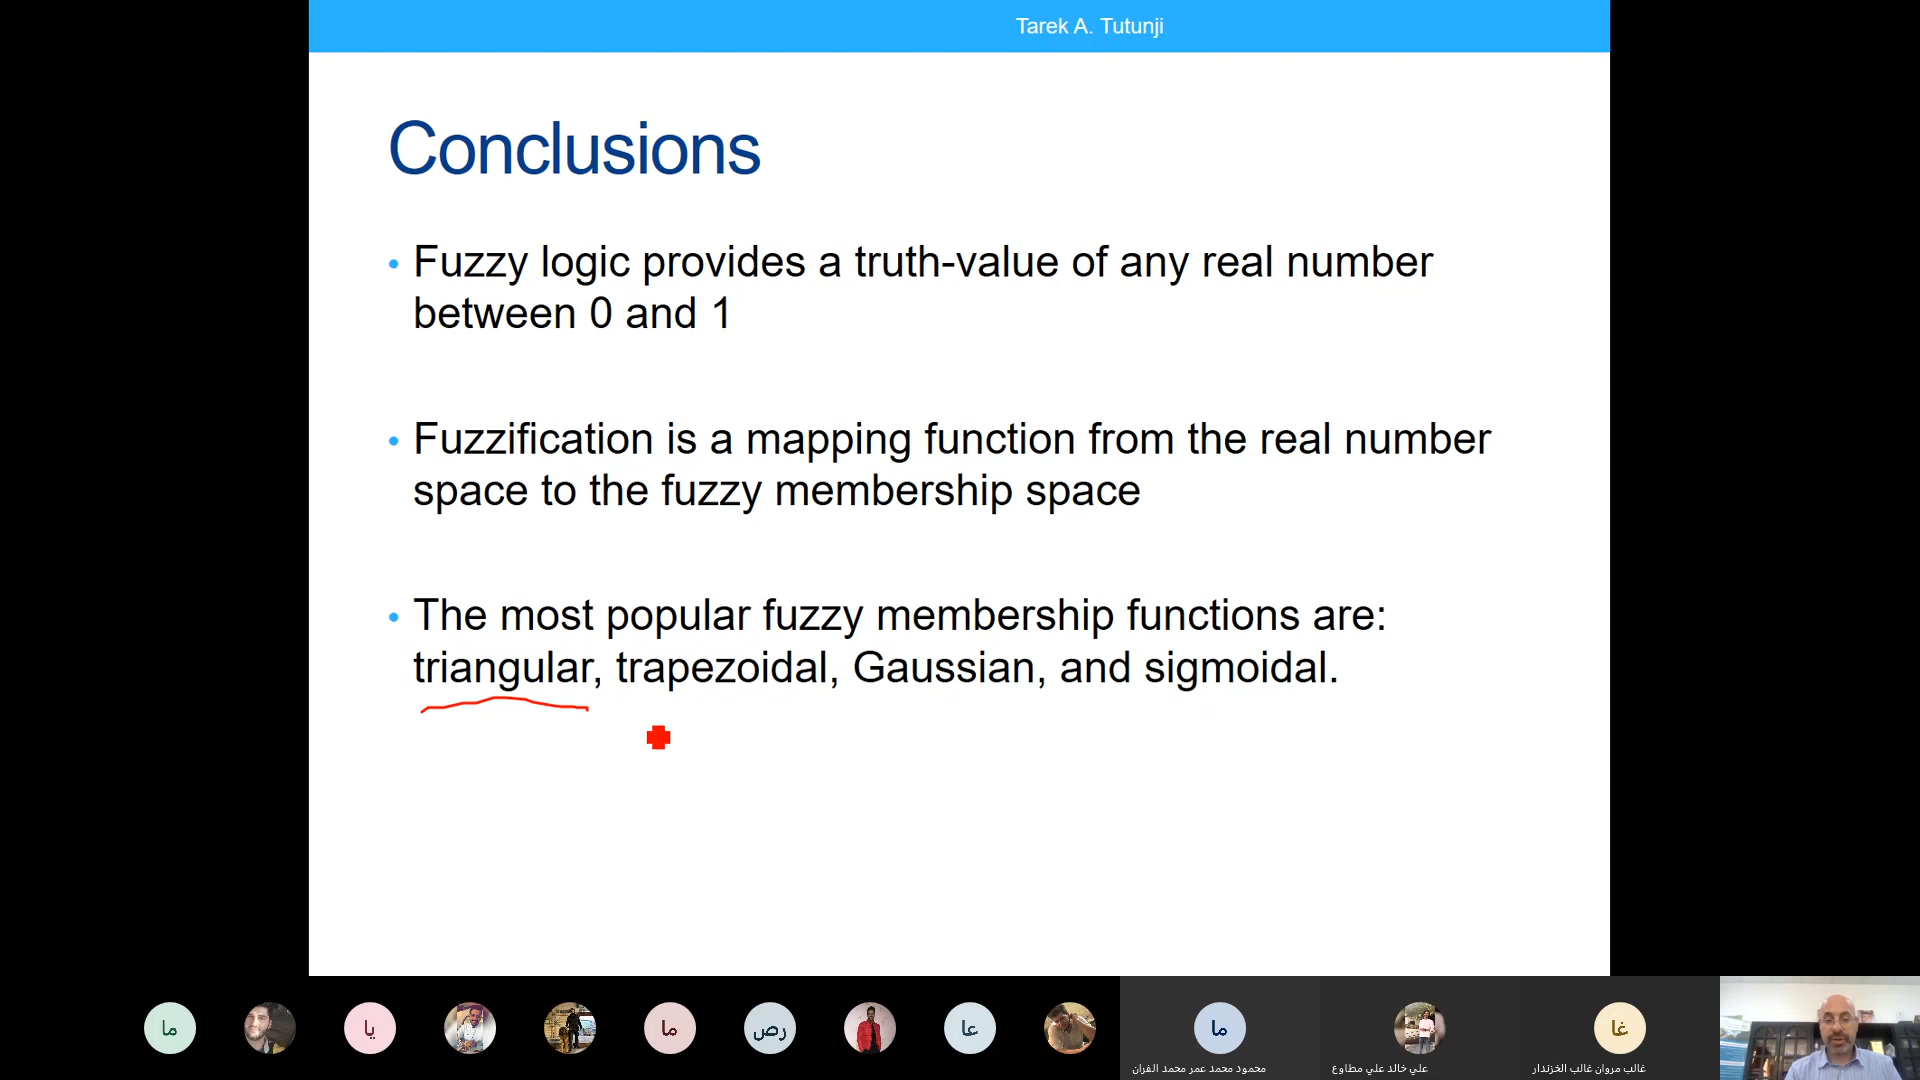 Tarek A. Tutunji
Conclusions
• Fuzzy logic provides a truth-value of any real number
between 0 and 1
• Fuzzification is a mapping function from the real number
space to the fuzzy membership space
• The most popular fuzzy membership functions are:
triangular, trapezoidal, Gaussian, and sigmoidal.
ما
يا
ما
رص
عا
ما
غا
محمود محمد عمر محمد الفران
علي خالد علي مطاوع
غالب مروان غالب الخزندار